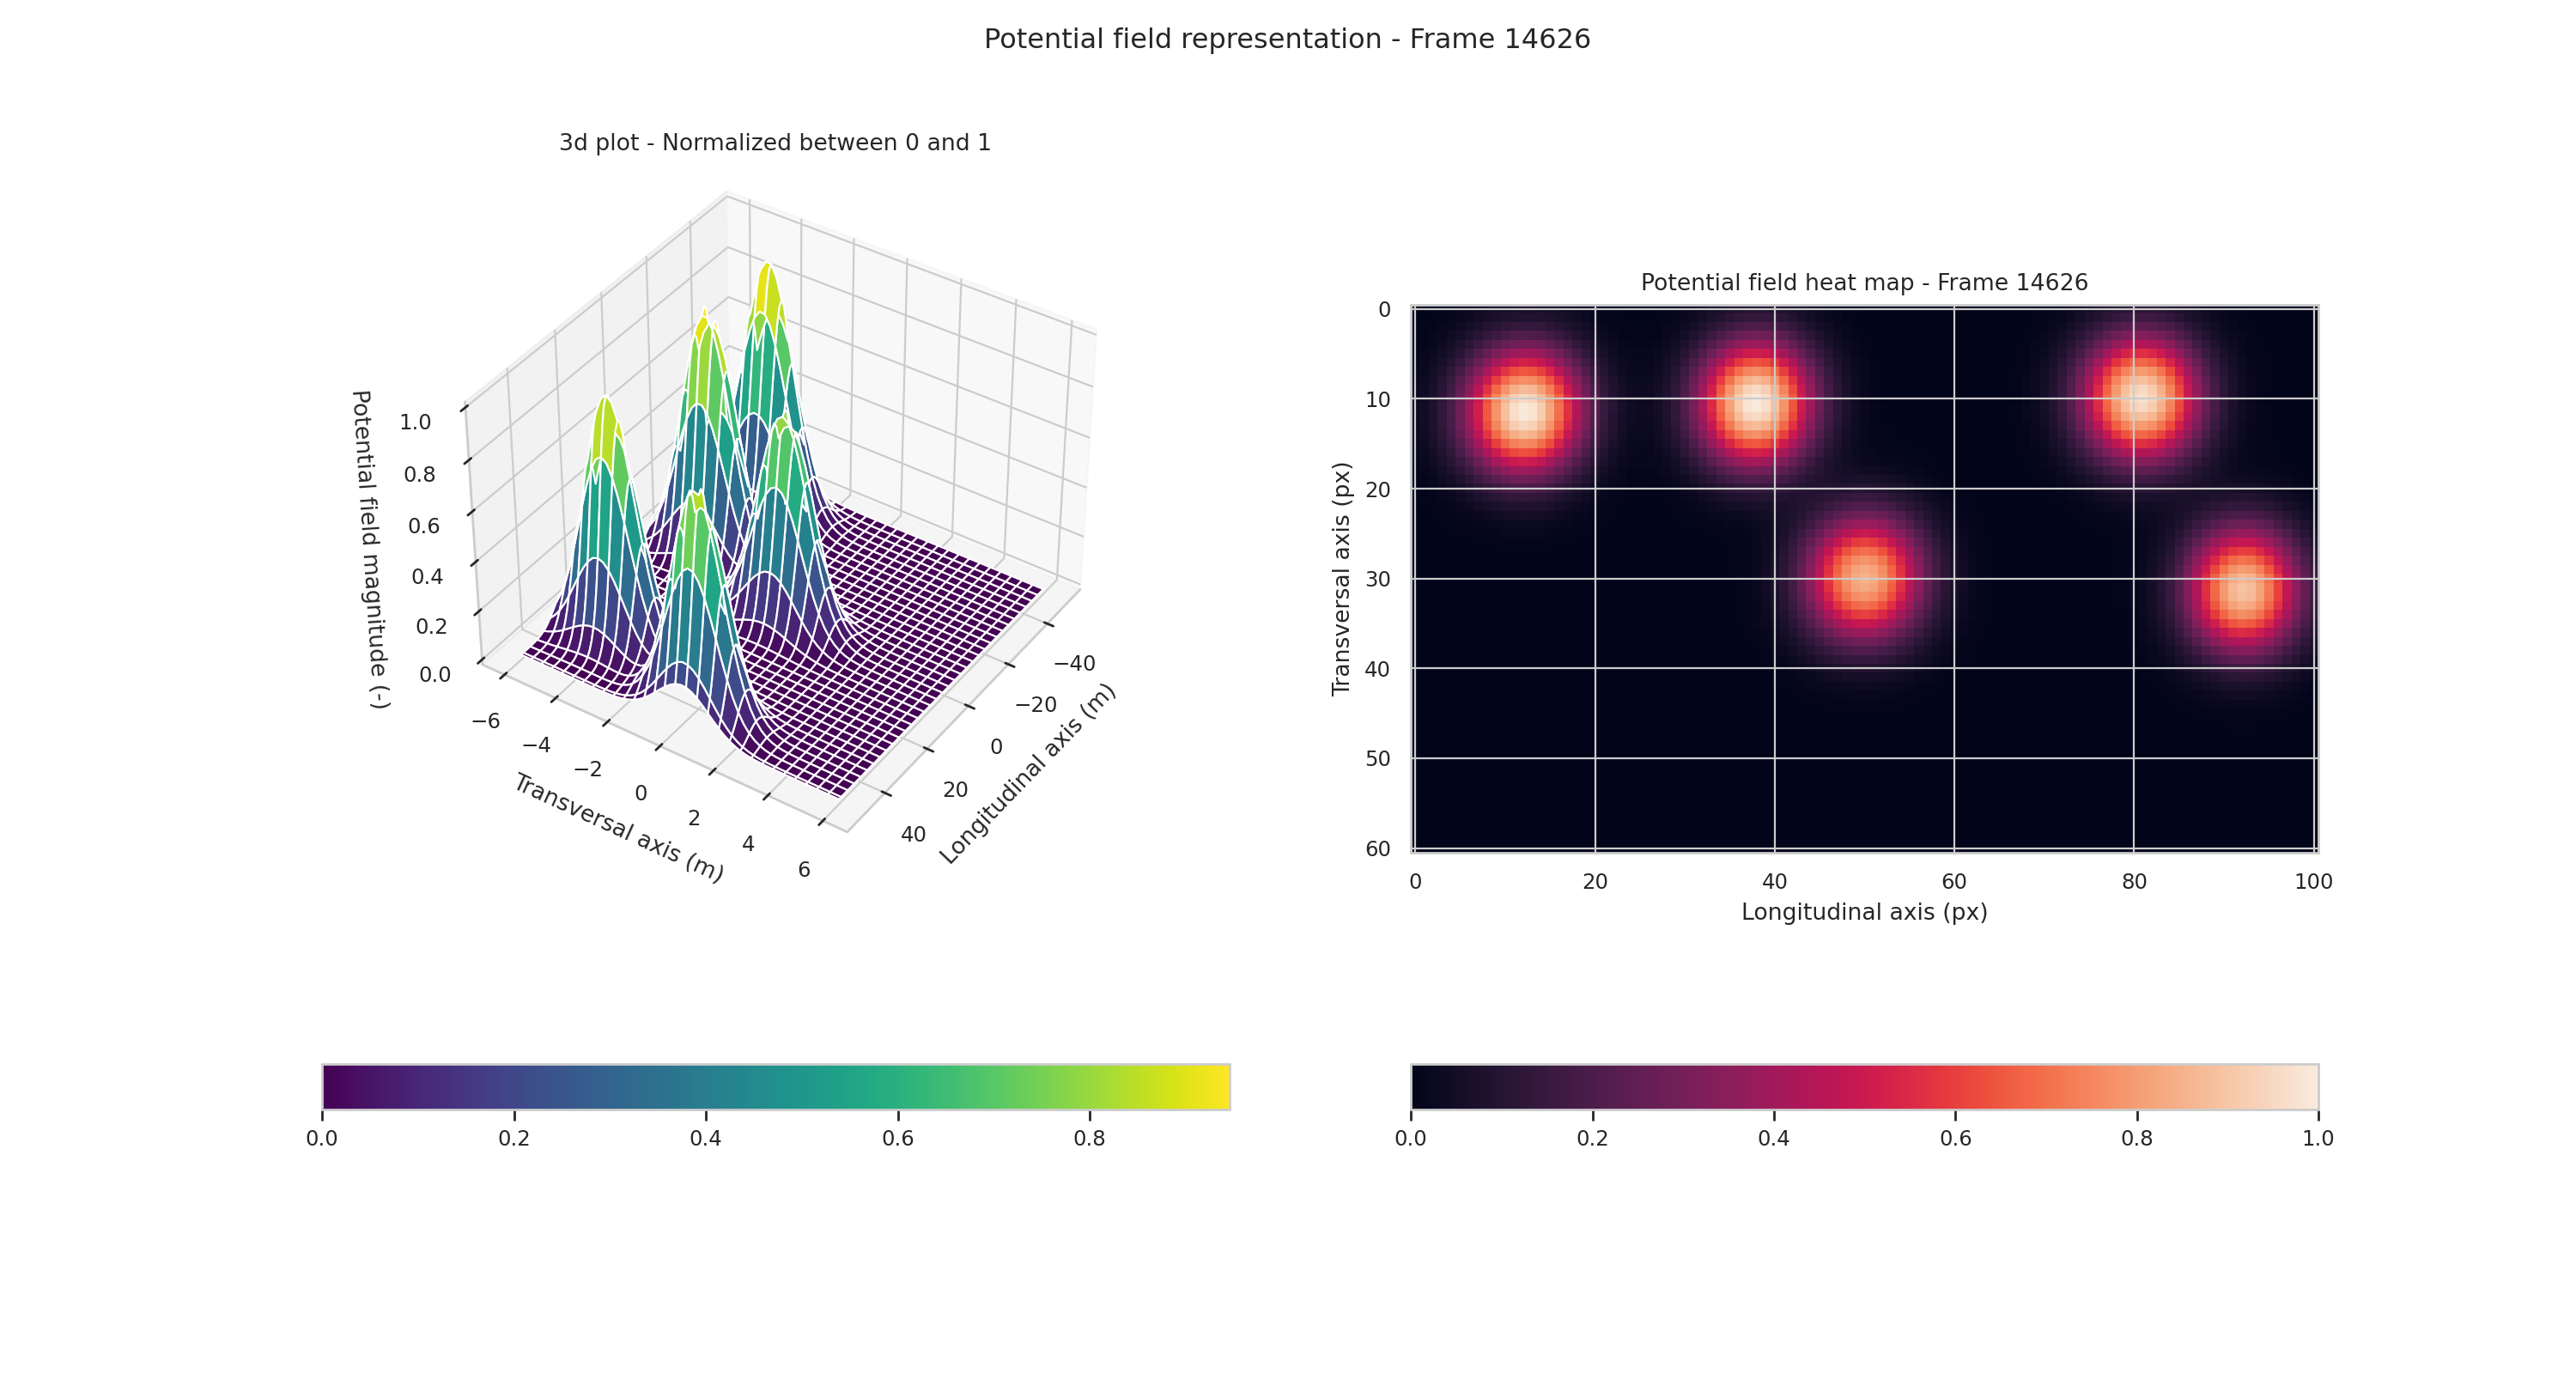 Potential field representation - Frame 14626
3d plot - Normalized between 0 and 1
Potential field magnitude (-)
1.0
0.8
0.6
0.4
0.2
0.0
−6
−4
−2
0
2
4
6
Transversal axis (m)
−40
−20
0
20
40
Longitudinal axis (m)
0.0 0.2 0.4 0.6 0.8
Potential field heat map - Frame 14626
Transversal axis (px)
0
10
20
30
40
50
60
0 20 40 60 80 100
Longitudinal axis (px)
0.0 0.2 0.4 0.6 0.8 1.0